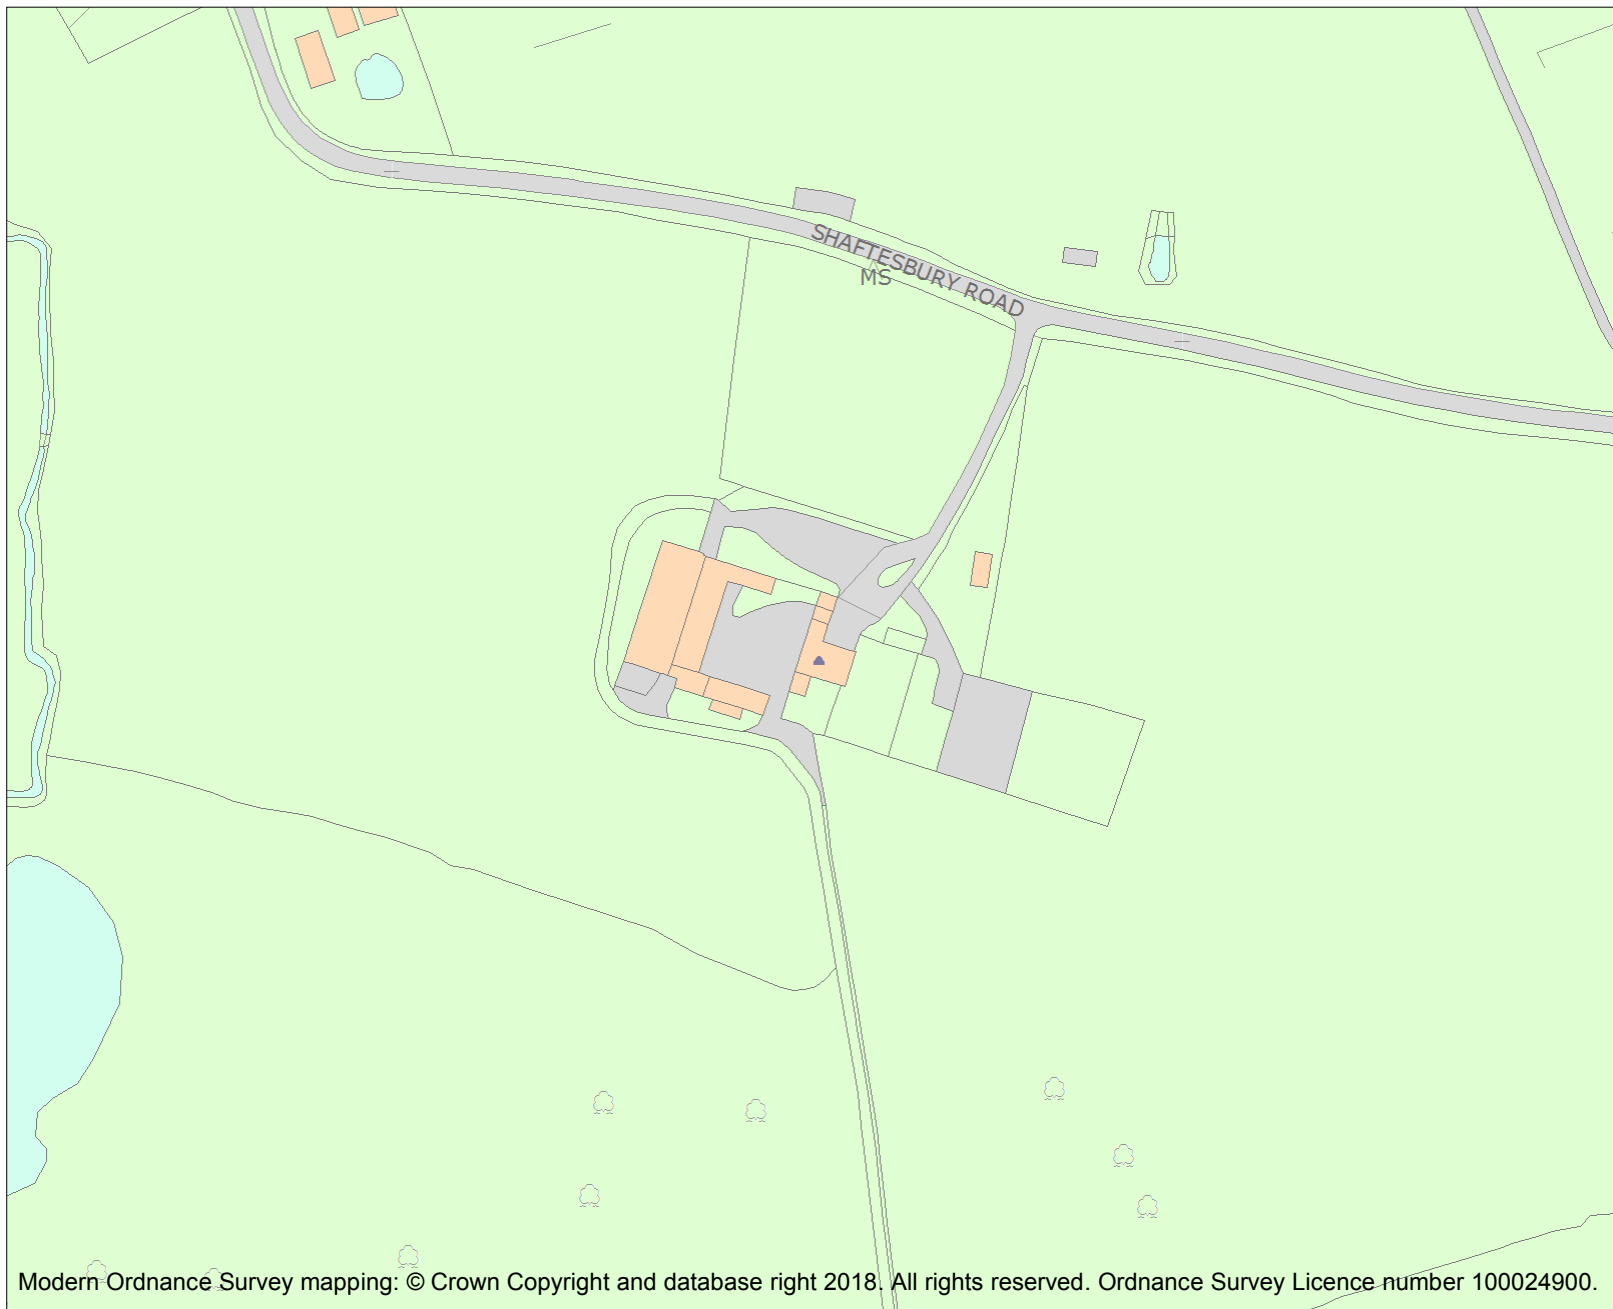 SHAFTESBURY ROAD
MS
Modern Ordnance Survey mapping: © Crown Copyright and database right 2018. All rights reserved. Ordnance Survey Licence number 100024900.